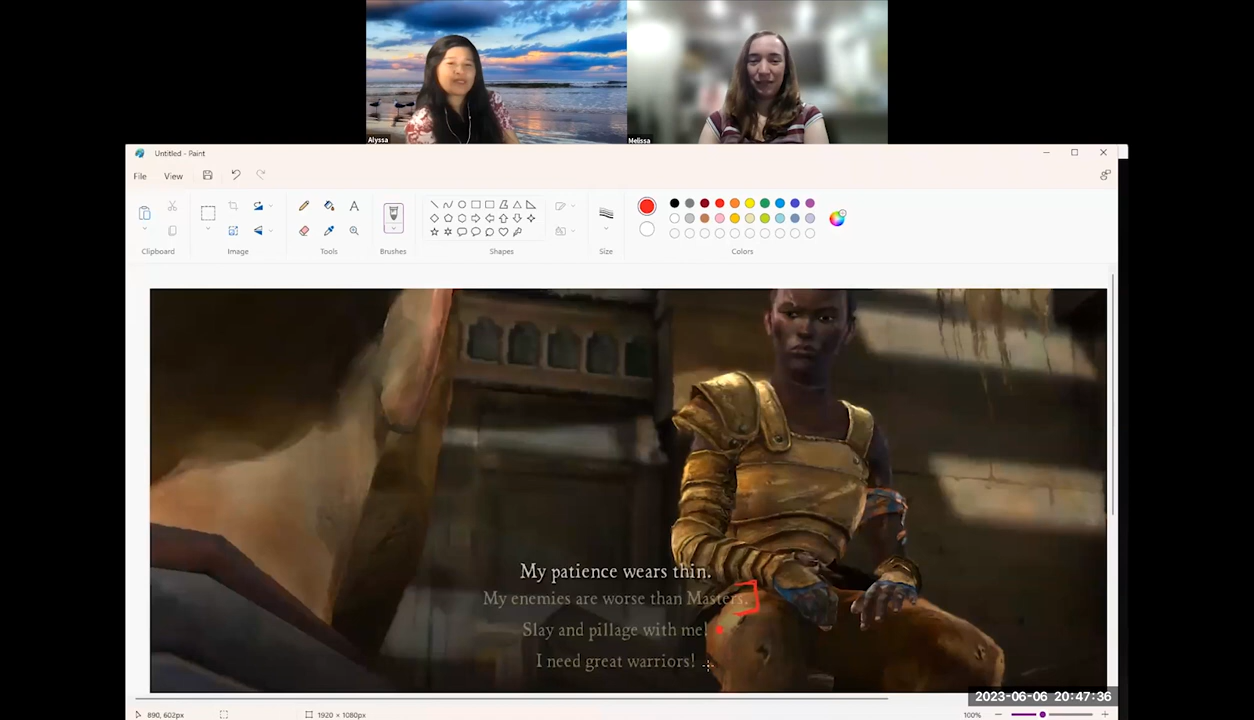 Alyssa
Melissa
Untitled - Paint
File
View
Clipboard
Image
Tools
Brushes
Shapes
Size
Colors
My patience wears thin.
My enemies are worse than Masters.
Slay and pillage with me!
I need great warriors!
2023-06-06 20:47:36
890, 602px
1920 × 1080px
100%